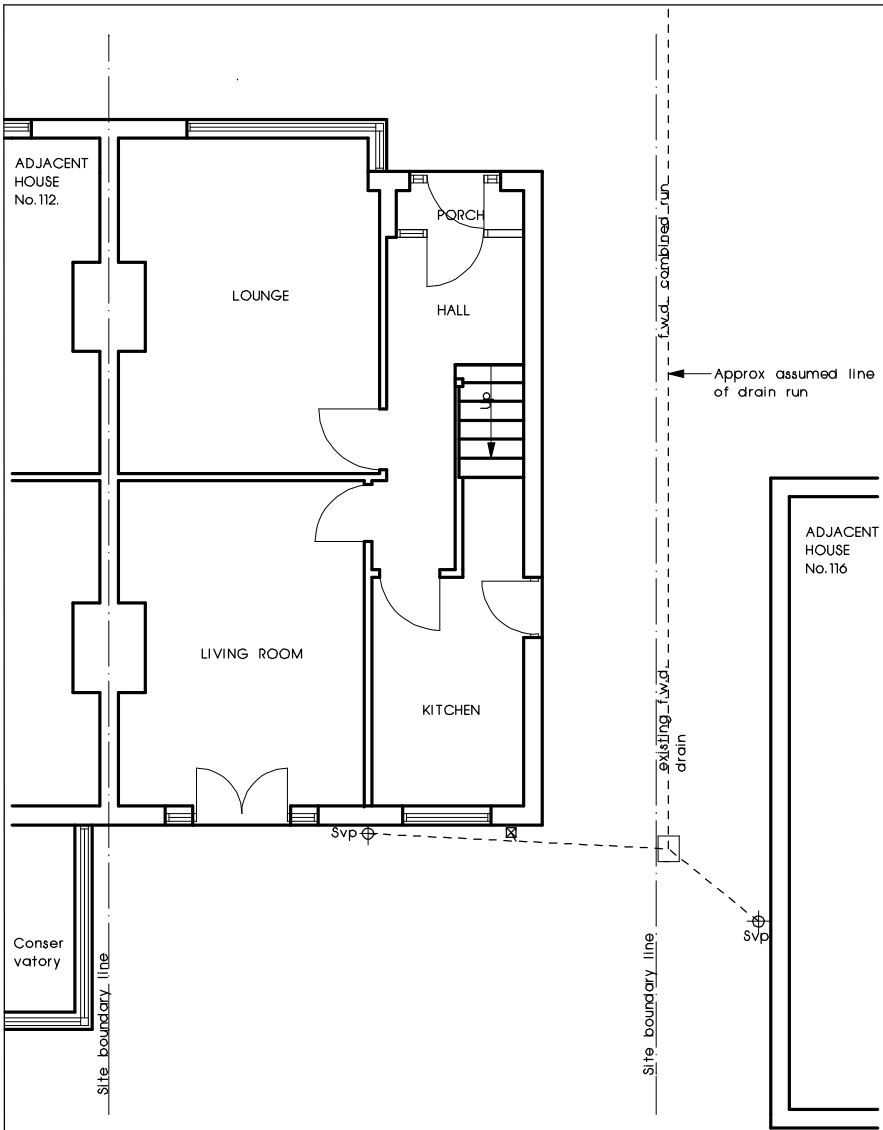 ADJACENT
HOUSE
No.112.
PORCH
LOUNGE
HALL
Up
f.w.d. combined run
Approx assumed line
of drain run
ADJACENT
HOUSE
No.116
LIVING ROOM
KITCHEN
existing f.w.d.
drain
Svp
Svp
Conser
vatory
Site boundary line
Site boundary line